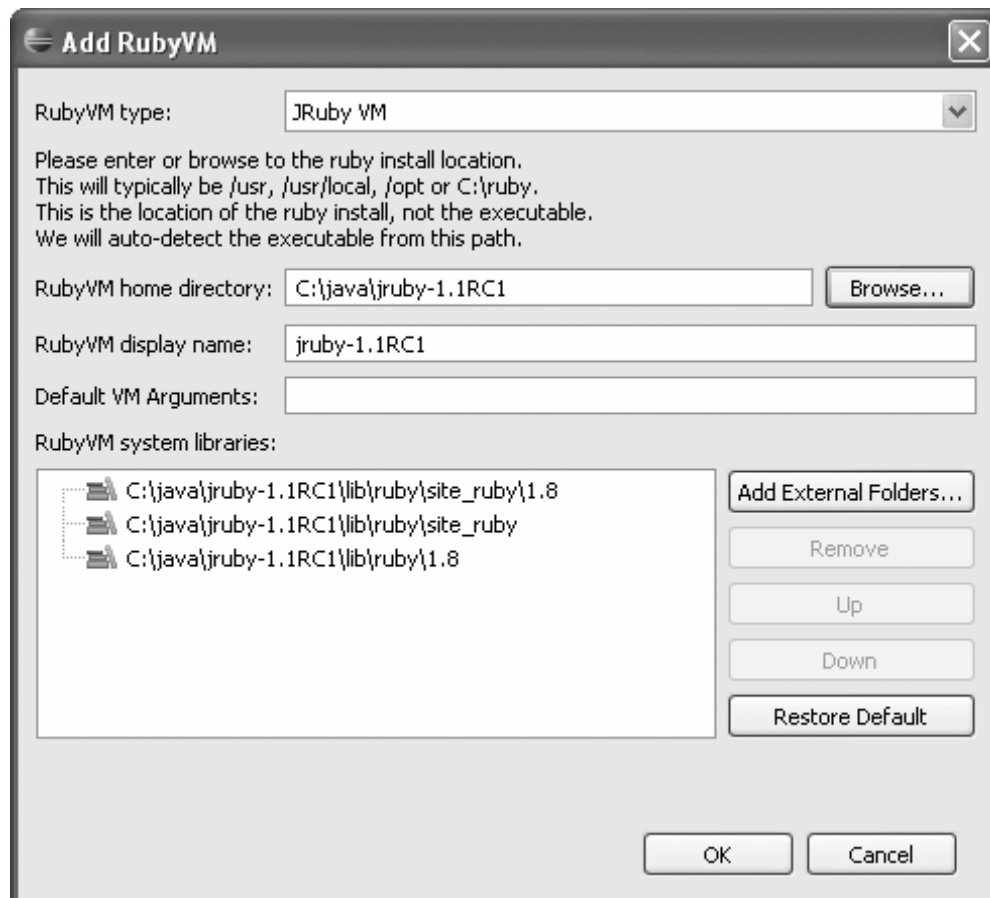 Add RubyVM
RubyVM type: JRuby VM
Please enter or browse to the ruby install location.
This will typically be /usr, /usr/local, /opt or C:\ruby.
This is the location of the ruby install, not the executable.
We will auto-detect the executable from this path.
RubyVM home directory: C:\java\jruby-1.1RC1 Browse...
RubyVM display name: jruby-1.1RC1
Default VM Arguments:
RubyVM system libraries:
C:\java\jruby-1.1RC1\lib\ruby\site_ruby\1.8
C:\java\jruby-1.1RC1\lib\ruby\site_ruby
C:\java\jruby-1.1RC1\lib\ruby\1.8
Add External Folders...
Remove
Up
Down
Restore Default
OK Cancel